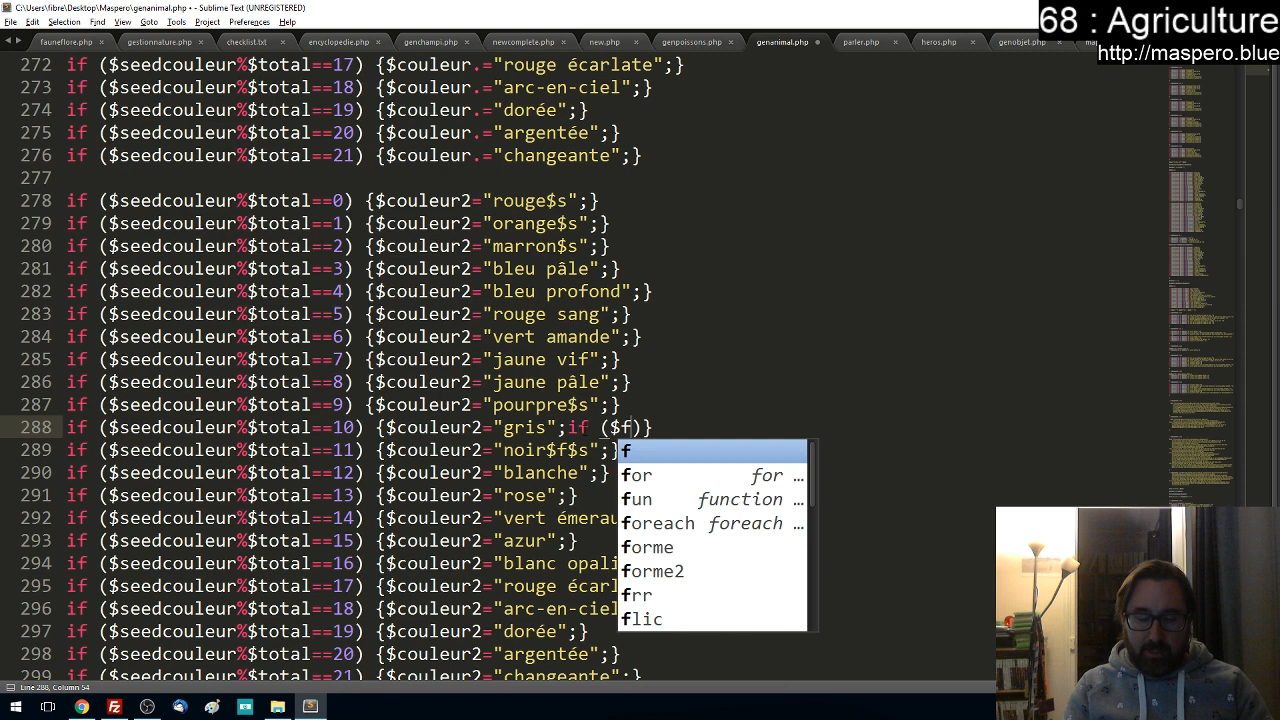 C:\Users\fibre\Desktop\Maspero\genanimal.php • - Sublime Text (UNREGISTERED)
68 : Agriculture
File Edit Selection Find View Goto Tools Project Preferences Help
http://maspero.blue
fauneflore.php gestionnature.php checklist.txt encyclopedie.php genchampi.php newcomplete.php new.php genpoissons.php genanimal.php parler.php heros.php genobjet.php
272 if ($seedcouleur%$total==17) {$couleur.="rouge écarlate";}
273 if ($seedcouleur%$total==18) {$couleur.="arc-en-ciel";}
274 if ($seedcouleur%$total==19) {$couleur.="dorée";}
275 if ($seedcouleur%$total==20) {$couleur.="argentée";}
276 if ($seedcouleur%$total==21) {$couleur.="changeante";}
277
278 if ($seedcouleur%$total==0) {$couleur2="rouge$s";}
279 if ($seedcouleur%$total==1) {$couleur2="orange$s";}
280 if ($seedcouleur%$total==2) {$couleur2="marron$s";}
281 if ($seedcouleur%$total==3) {$couleur2="bleu pâle";}
282 if ($seedcouleur%$total==4) {$couleur2="bleu profond";}
283 if ($seedcouleur%$total==5) {$couleur2="rouge sang";}
284 if ($seedcouleur%$total==6) {$couleur2="vert amande";}
285 if ($seedcouleur%$total==7) {$couleur2="jaune vif";}
286 if ($seedcouleur%$total==8) {$couleur2="jaune pâle";}
287 if ($seedcouleur%$total==9) {$couleur2="pourpre$s";}
288 if ($seedcouleur%$total==10) {$couleur2="gris";if ($f)}
289 if ($seedcouleur%$total==11) {$couleur2="noir$f$s";}
290 if ($seedcouleur%$total==12) {$couleur2="blanche";}
291 if ($seedcouleur%$total==13) {$couleur2="rose";}
292 if ($seedcouleur%$total==14) {$couleur2="vert émerau
293 if ($seedcouleur%$total==15) {$couleur2="azur";}
294 if ($seedcouleur%$total==16) {$couleur2="blanc opali
295 if ($seedcouleur%$total==17) {$couleur2="rouge écarl
296 if ($seedcouleur%$total==18) {$couleur2="arc-en-ciel
297 if ($seedcouleur%$total==19) {$couleur2="dorée";}
298 if ($seedcouleur%$total==20) {$couleur2="argentée";}
299 if ($seedcouleur%$total==21) {$couleur2="changeante";}
f
for for …
fun function …
foreach foreach …
forme
forme2
frr
flic
Line 288, Column 54